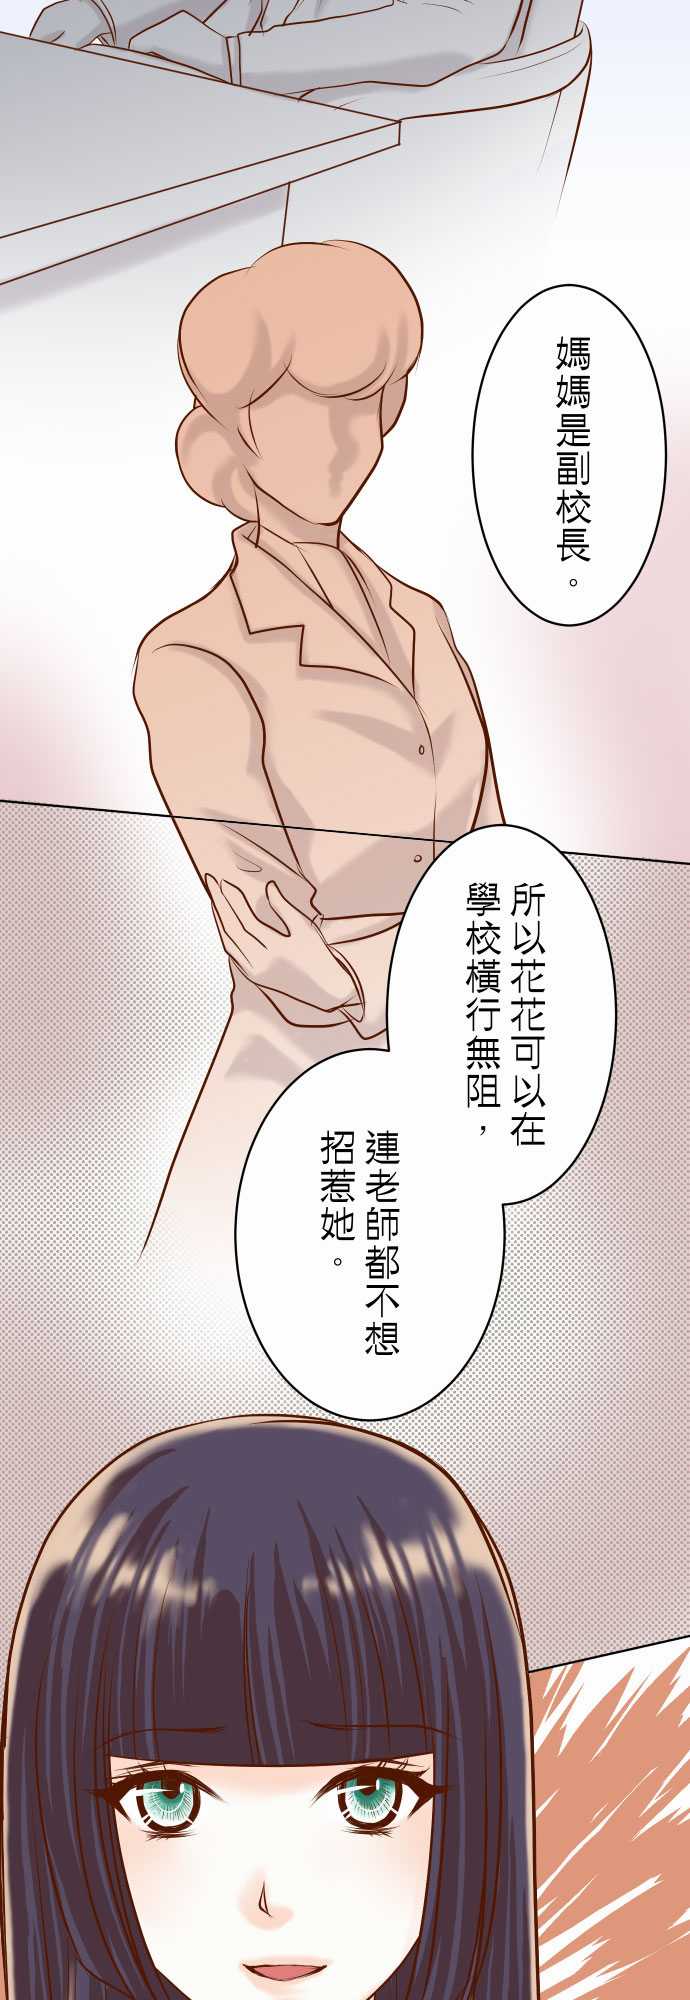 媽媽是副校長。
所以花花可以在
學校橫行無阻，
連老師都不想
招惹她。